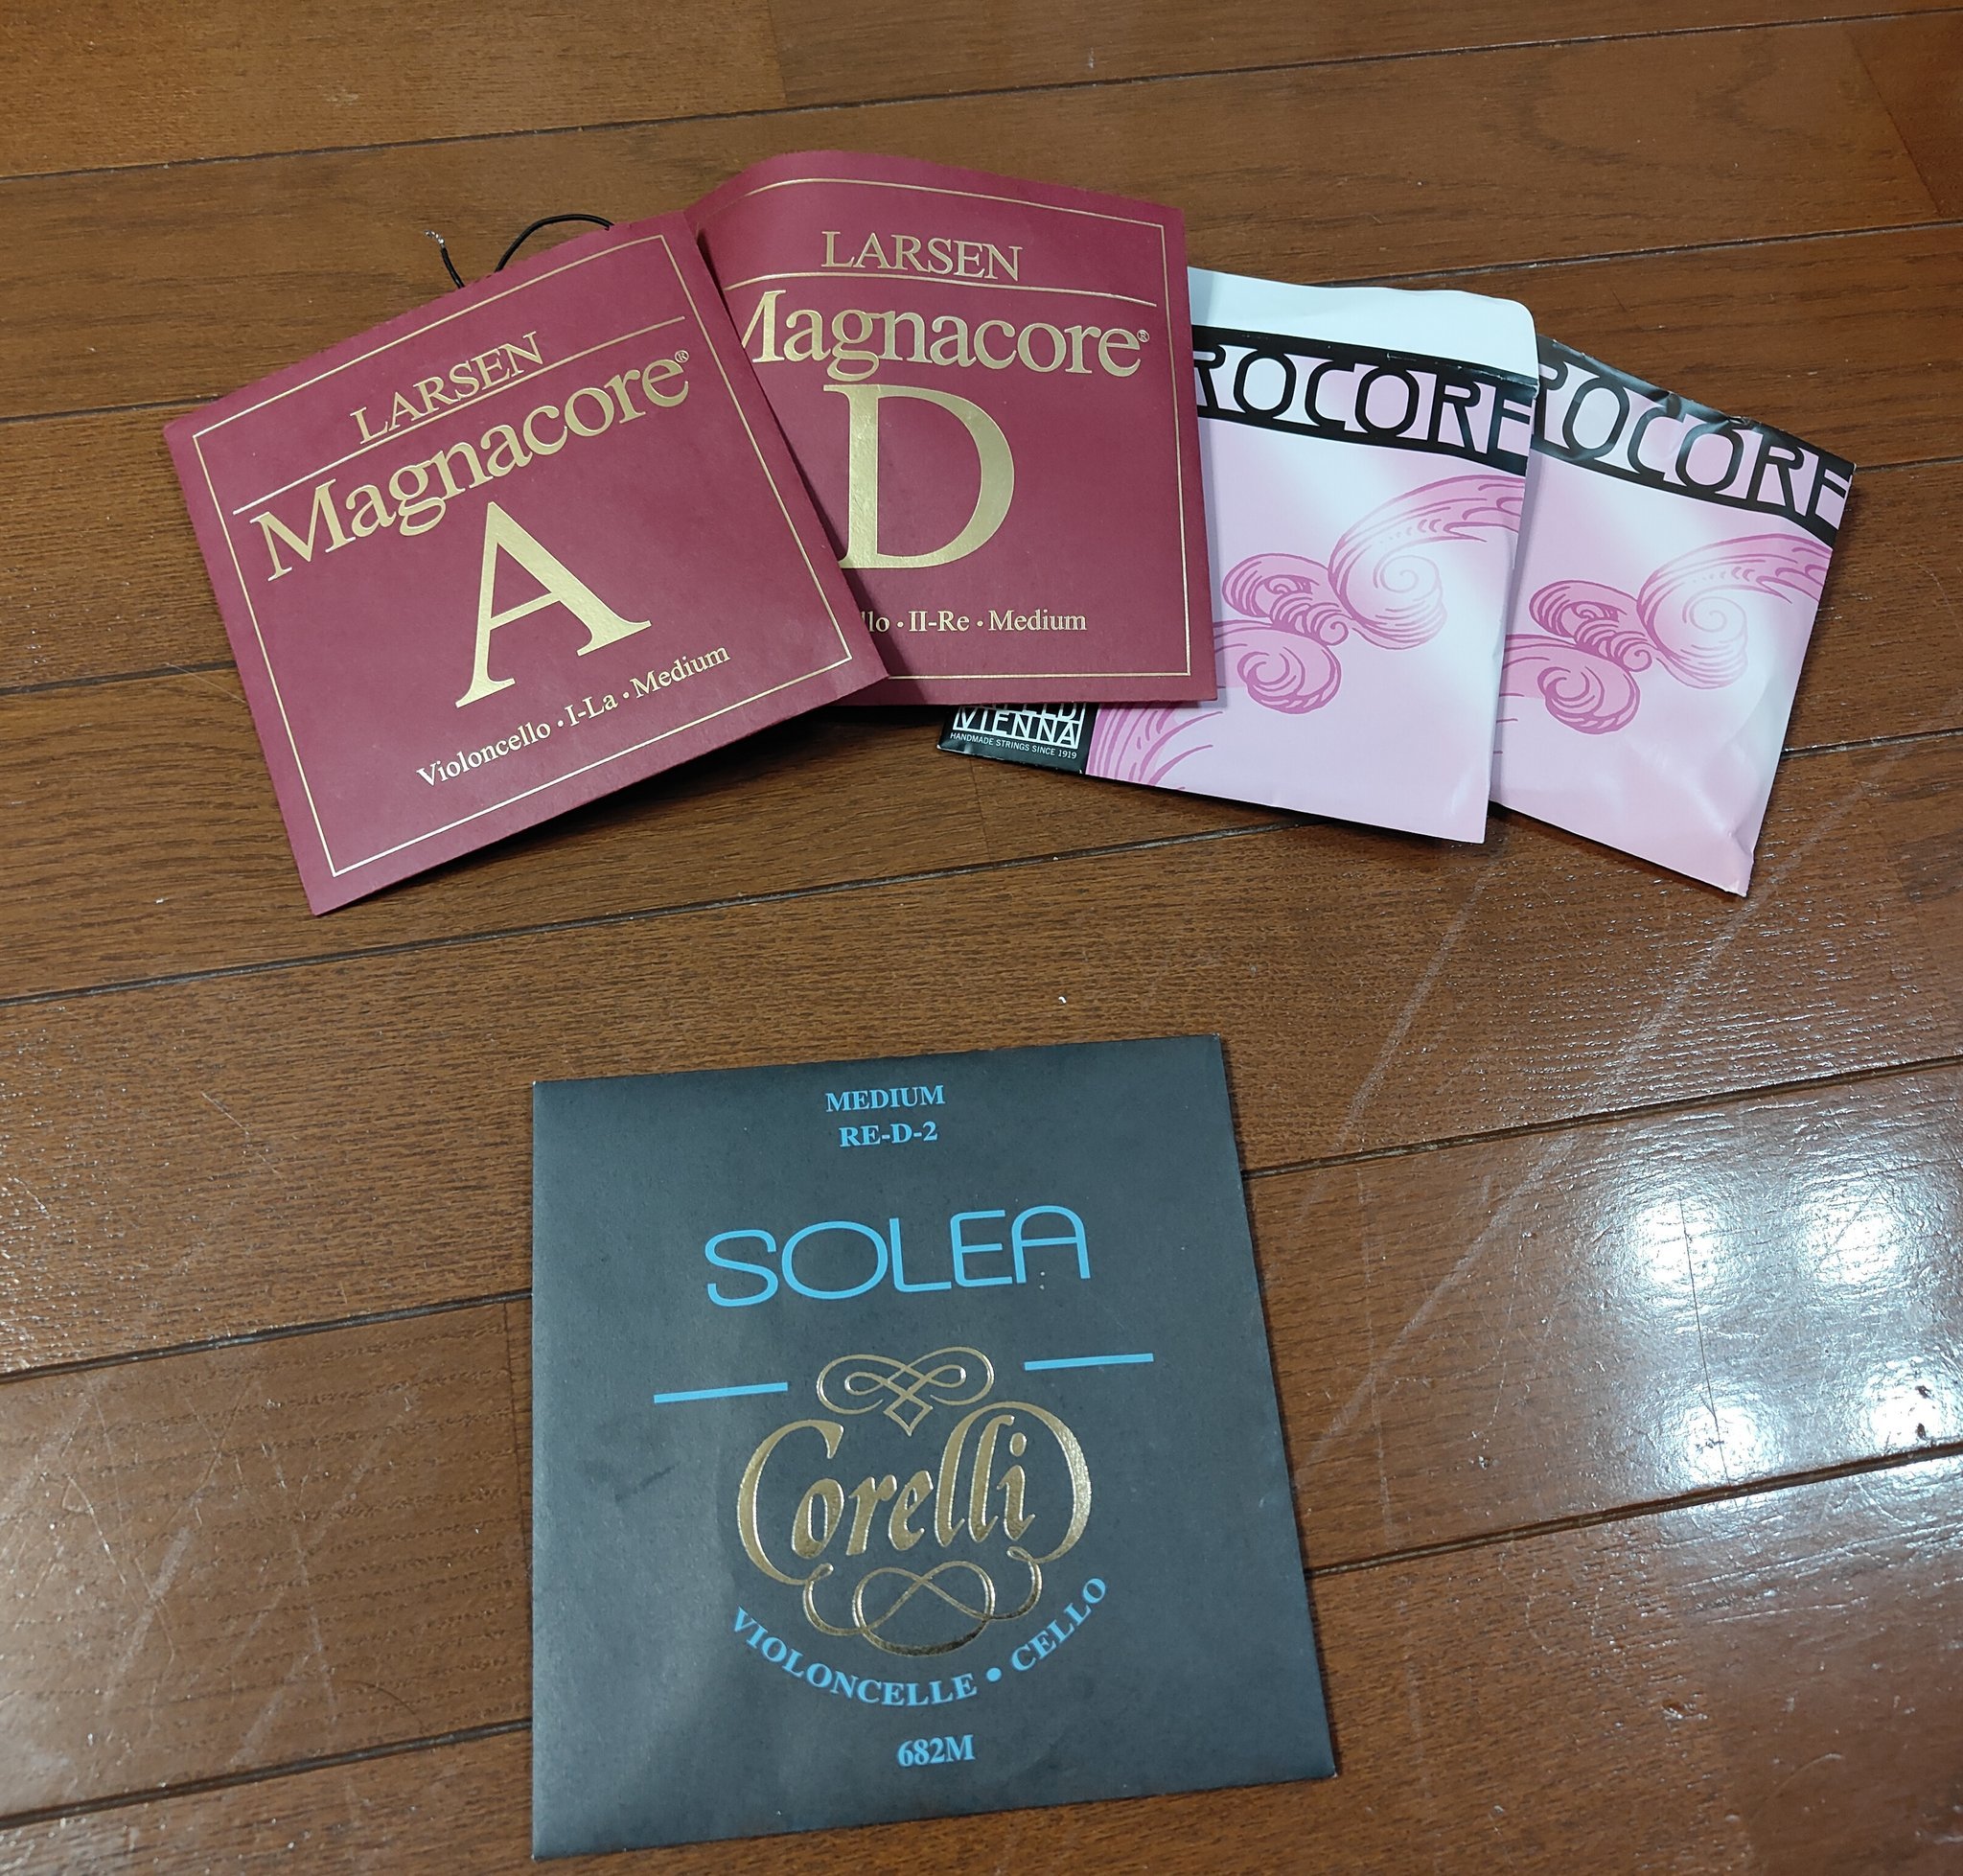 LARSEN
Magnacore®
A
Violoncello • I-La • Medium
LARSEN
Magnacore®
D
llo • II-Re • Medium
ROCORE
VIENNA
HANDMADE STRINGS SINCE 1919
ROCORE
MEDIUM
RE-D-2
SOLEA
Corelli
VIOLONCELLE • CELLO
682M